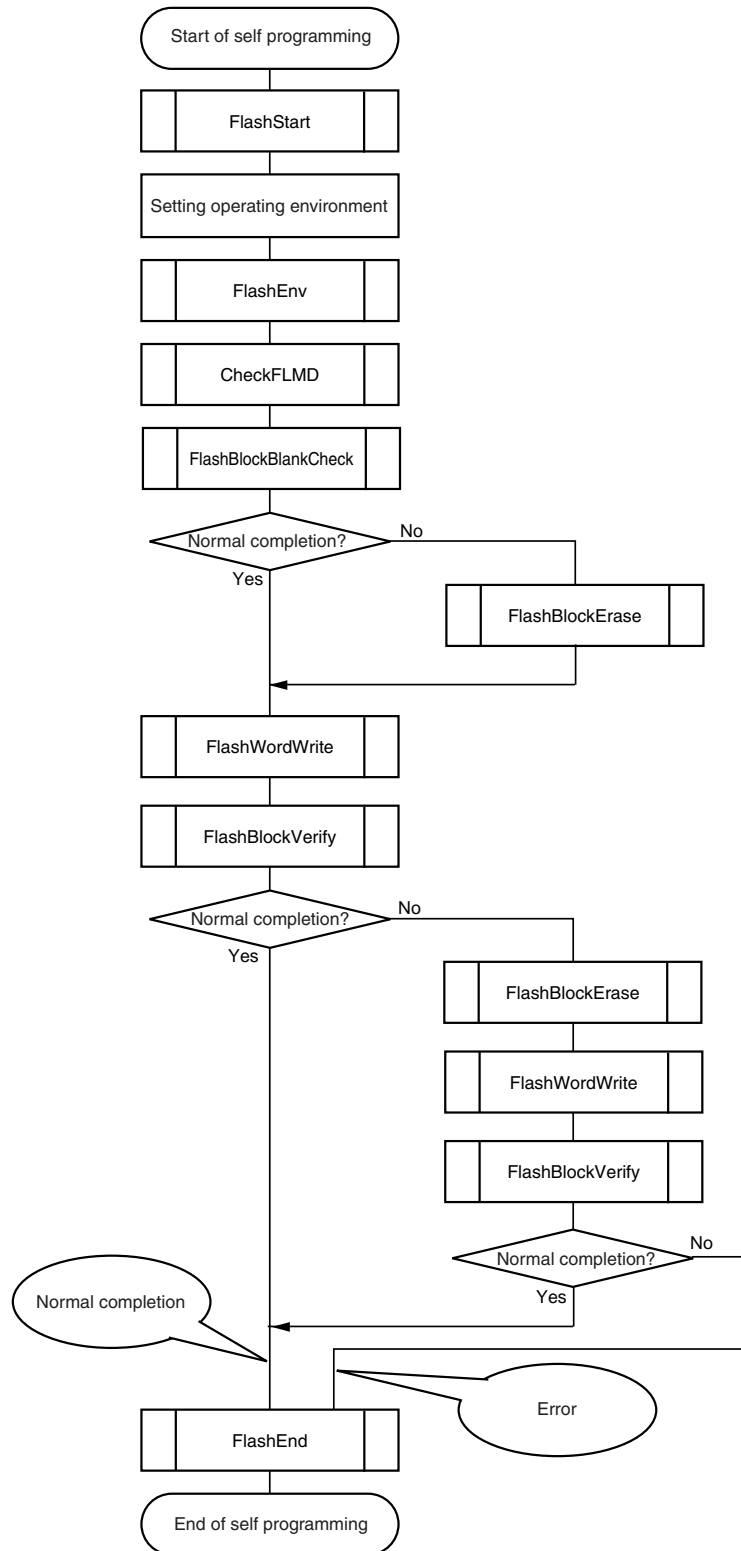 Start of self programming
FlashStart
Setting operating environment
FlashEnv
CheckFLMD
FlashBlockBlankCheck
Normal completion?
No
Yes
FlashBlockErase
FlashWordWrite
FlashBlockVerify
Normal completion?
No
Yes
FlashBlockErase
FlashWordWrite
FlashBlockVerify
Normal completion?
No
Yes
Normal completion
Error
FlashEnd
End of self programming